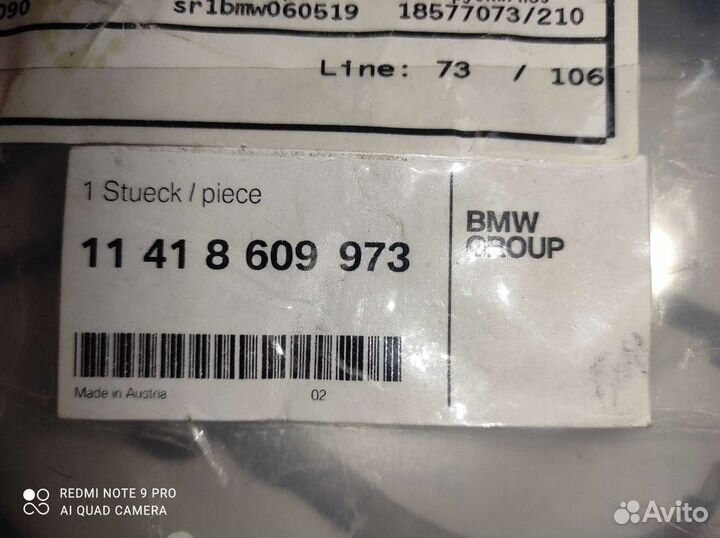 090 srlbmw060519 18577073/210
Line: 73 / 106
1 Stueck / piece
11 41 8 609 973
BMW
GROUP
Made in Austria 02
REDMI NOTE 9 PRO
AI QUAD CAMERA
Avito